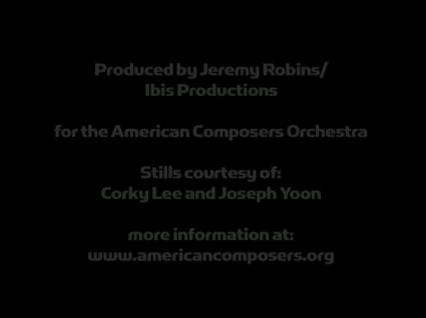 Produced by Jeremy Robins/
Ibis Productions
for the American Composers Orchestra
Stills courtesy of:
Corky Lee and Joseph Yoon
more information at:
www.americancomposers.org